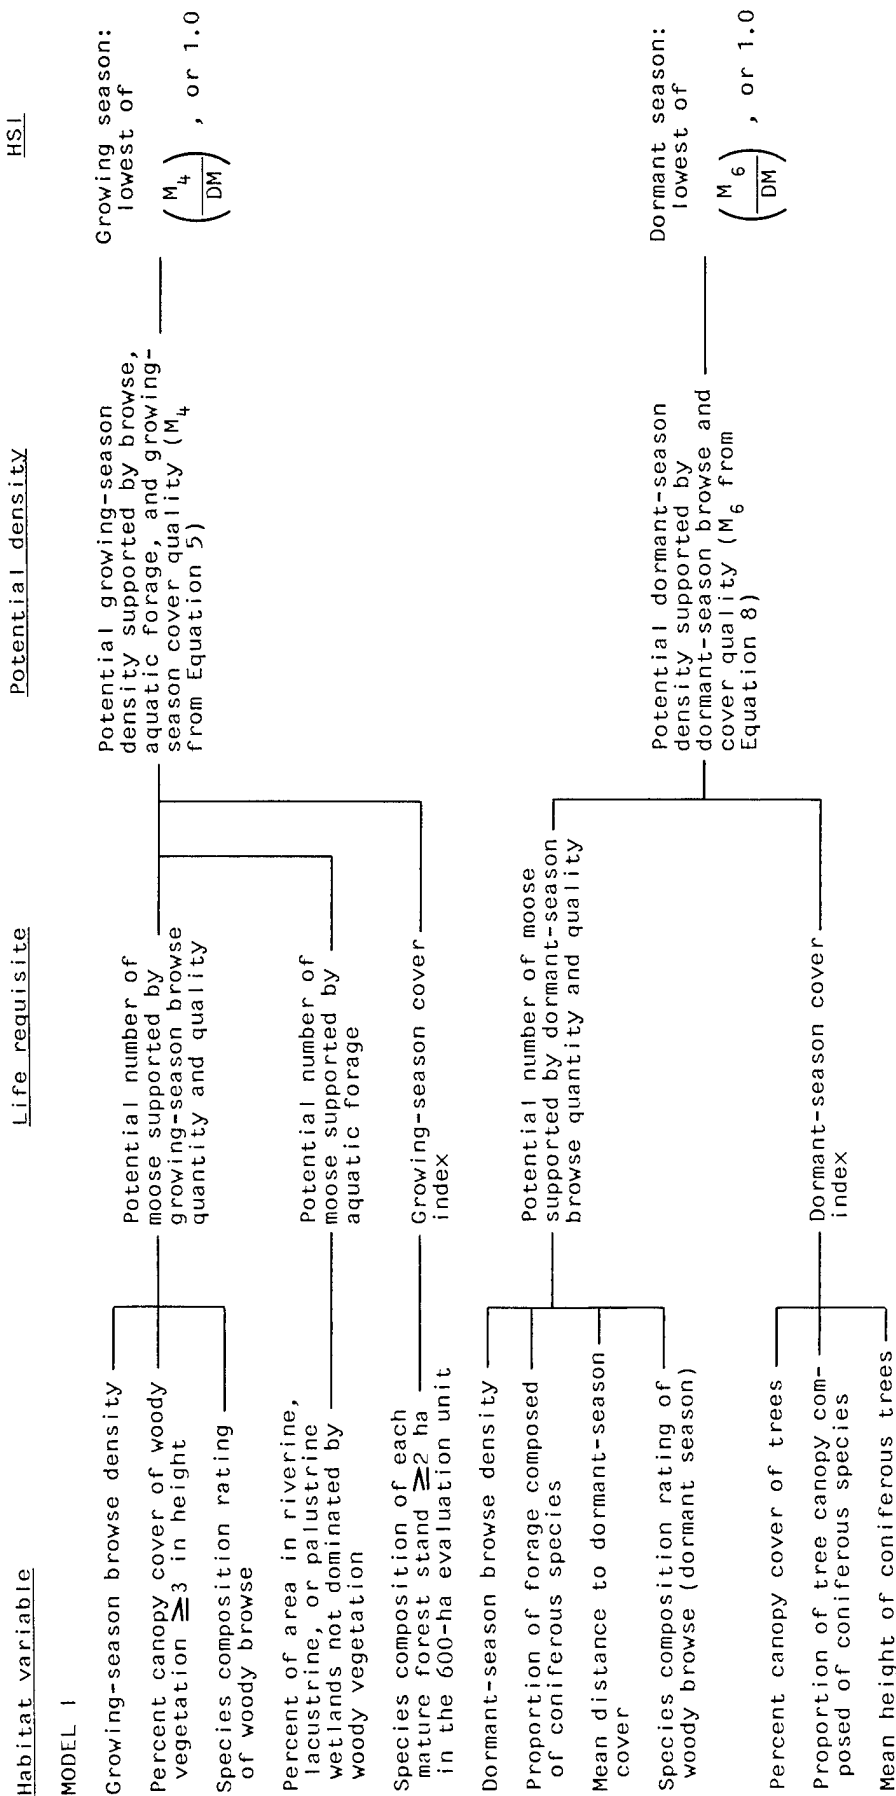 Habitat variable
Life requisite
Potential density
HSI
MODEL I
Growing-season browse density
Percent canopy cover of woody
vegetation ≧3 in height
Species composition rating
of woody browse
Potential number of
moose supported by
growing-season browse
quantity and quality
Percent of area in riverine,
lacustrine, or palustrine
wetlands not dominated by
woody vegetation
Potential number of
moose supported by
aquatic forage
Species composition of each
mature forest stand ≧2 ha
in the 600-ha evaluation unit
Growing-season cover
index
Potential growing-season
density supported by browse,
aquatic forage, and growing-
season cover quality (M4
from Equation 5)
Growing season:
lowest of
(M4/DM), or 1.0
Dormant-season browse density
Proportion of forage composed
of coniferous species
Mean distance to dormant-season
cover
Species composition rating of
woody browse (dormant season)
Potential number of moose
supported by dormant-season
browse quantity and quality
Percent canopy cover of trees
Proportion of tree canopy com-
posed of coniferous species
Mean height of coniferous trees
Dormant-season cover
index
Potential dormant-season
density supported by
dormant-season browse and
cover quality (M6 from
Equation 8)
Dormant season:
lowest of
(M6/DM), or 1.0